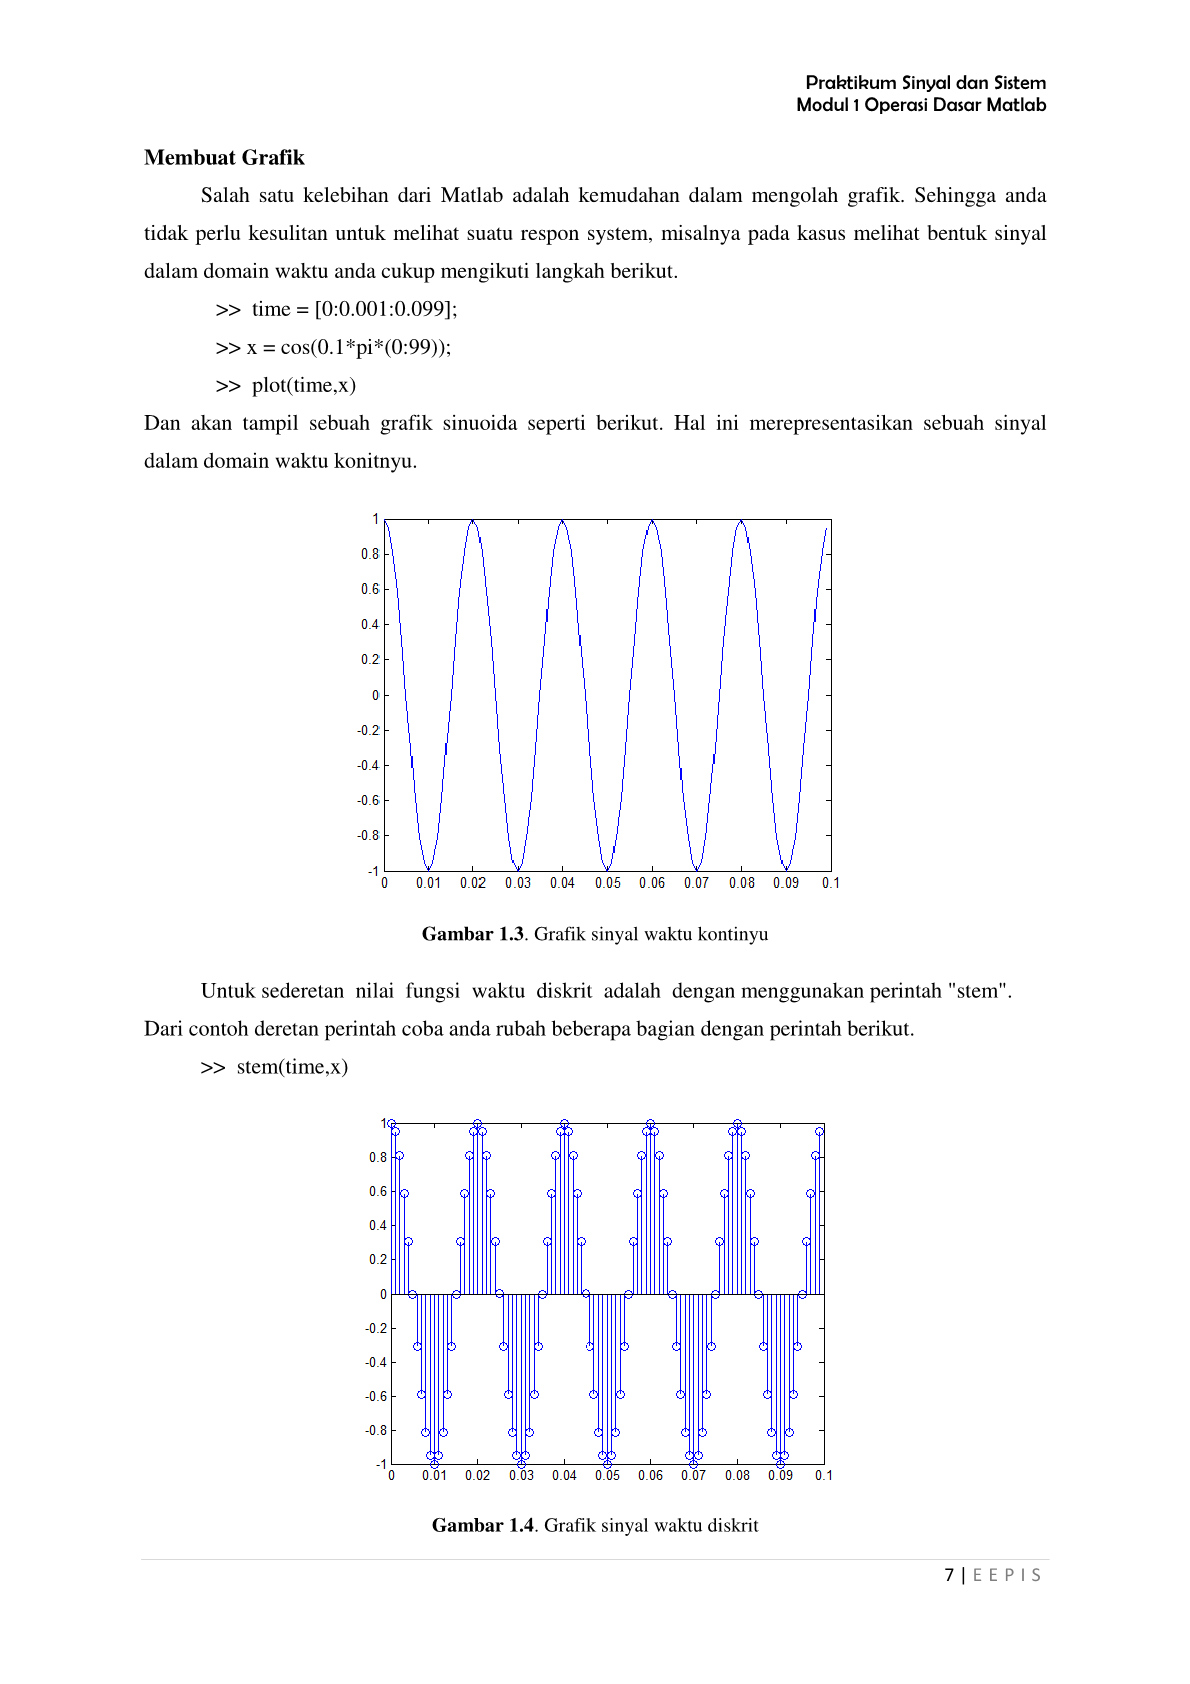 Praktikum Sinyal dan Sistem
Modul 1 Operasi Dasar Matlab
Membuat Grafik
Salah satu kelebihan dari Matlab adalah kemudahan dalam mengolah grafik. Sehingga anda
tidak perlu kesulitan untuk melihat suatu respon system, misalnya pada kasus melihat bentuk sinyal
dalam domain waktu anda cukup mengikuti langkah berikut.
>> time = [0:0.001:0.099];
>> x = cos(0.1*pi*(0:99));
>> plot(time,x)
Dan akan tampil sebuah grafik sinuoida seperti berikut. Hal ini merepresentasikan sebuah sinyal
dalam domain waktu konitnyu.
1
0.8
0.6
0.4
0.2
0
-0.2
-0.4
-0.6
-0.8
-1
0 0.01 0.02 0.03 0.04 0.05 0.06 0.07 0.08 0.09 0.1
Gambar 1.3. Grafik sinyal waktu kontinyu
Untuk sederetan nilai fungsi waktu diskrit adalah dengan menggunakan perintah "stem".
Dari contoh deretan perintah coba anda rubah beberapa bagian dengan perintah berikut.
>> stem(time,x)
1
0.8
0.6
0.4
0.2
0
-0.2
-0.4
-0.6
-0.8
-1
0 0.01 0.02 0.03 0.04 0.05 0.06 0.07 0.08 0.09 0.1
Gambar 1.4. Grafik sinyal waktu diskrit
7 | E E P I S